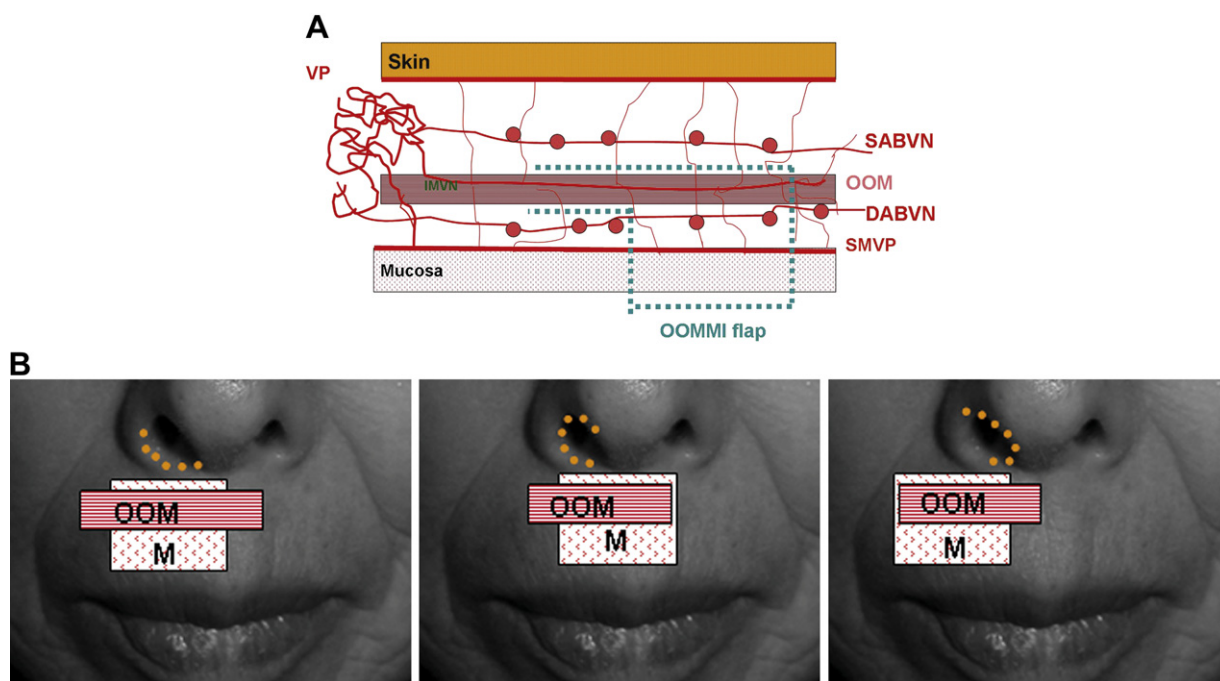 A
Skin
VP
SABVN
IMVN
OOM
DABVN
SMVP
Mucosa
OOMMI flap
B
OOM
M
OOM
M
OOM
M